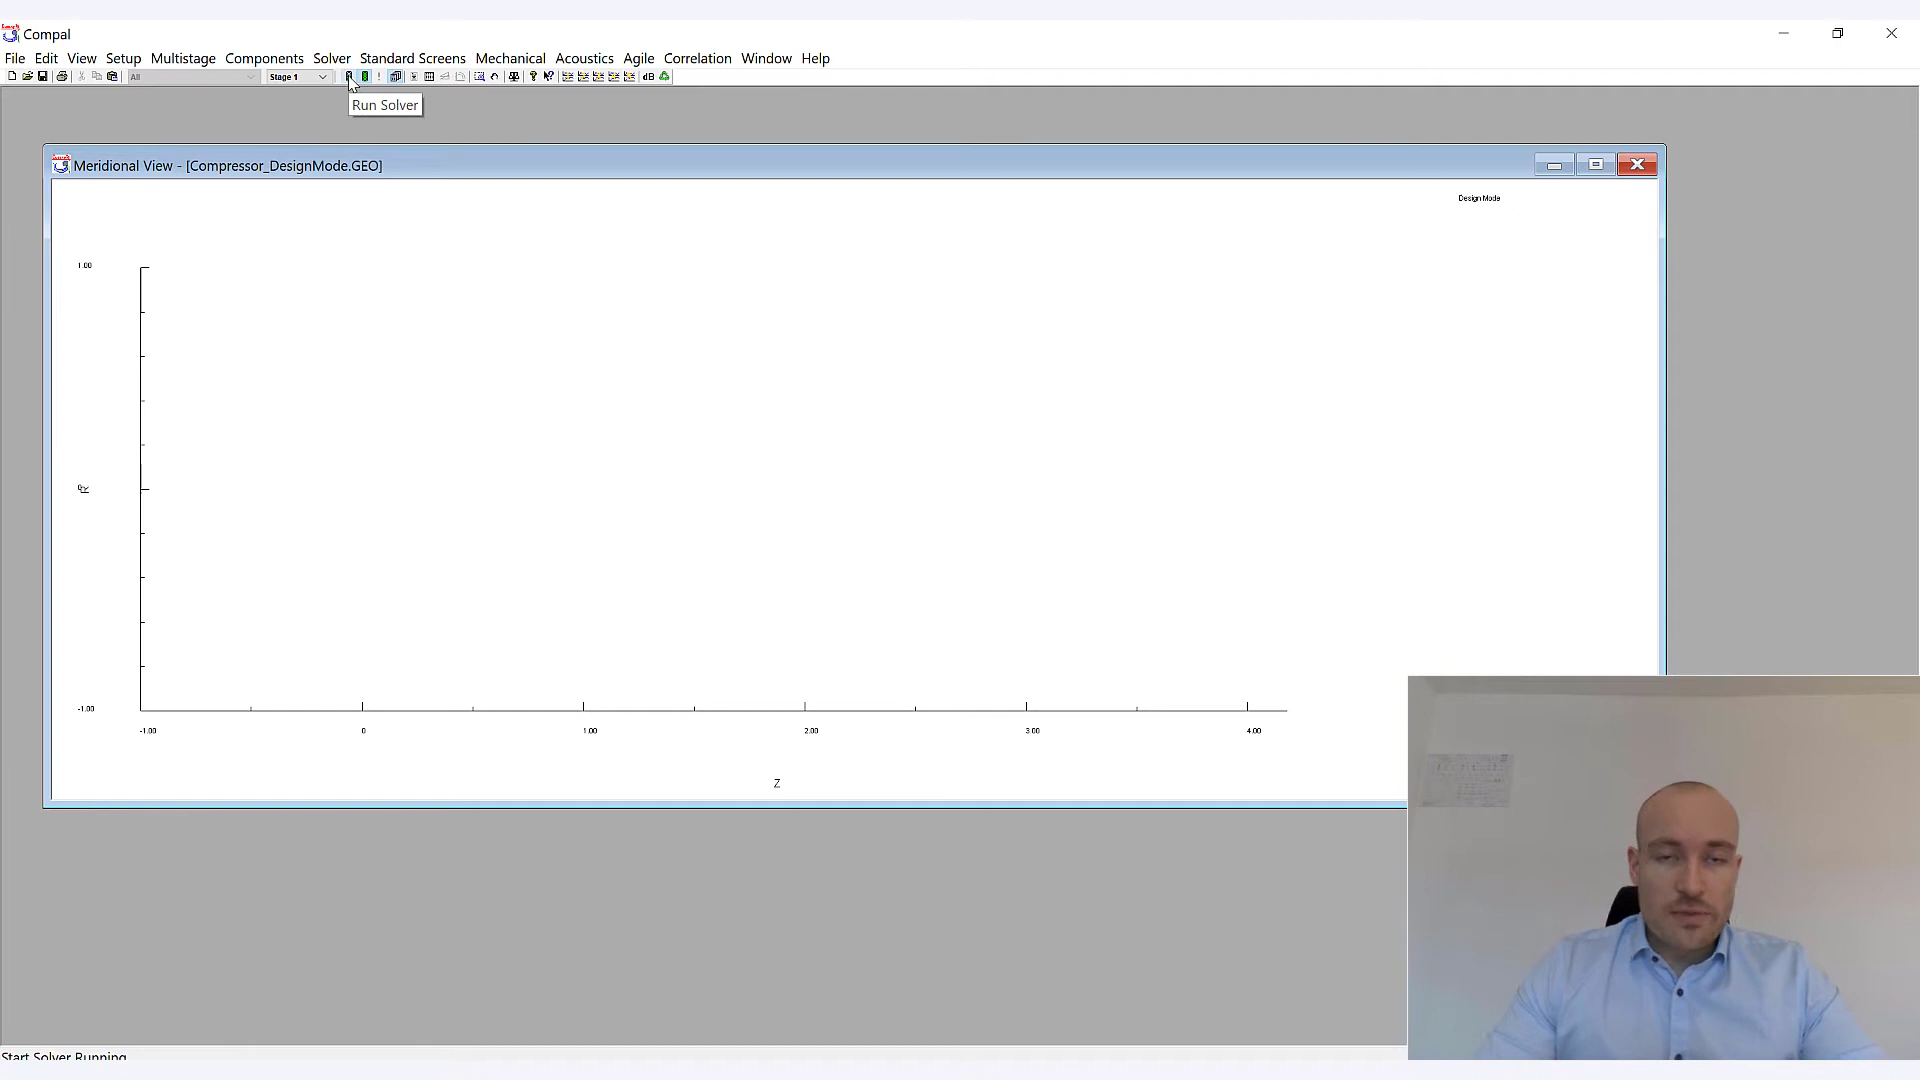 Compal
File Edit View Setup Multistage Components Solver Standard Screens Mechanical Acoustics Agile Correlation Window Help
All Stage 1 dB
Run Solver
Meridional View - [Compressor_DesignMode.GEO]
Design Mode
1.00
R
-1.00
-1.00 0 1.00 2.00 3.00 4.00
Z
Start Solver Running